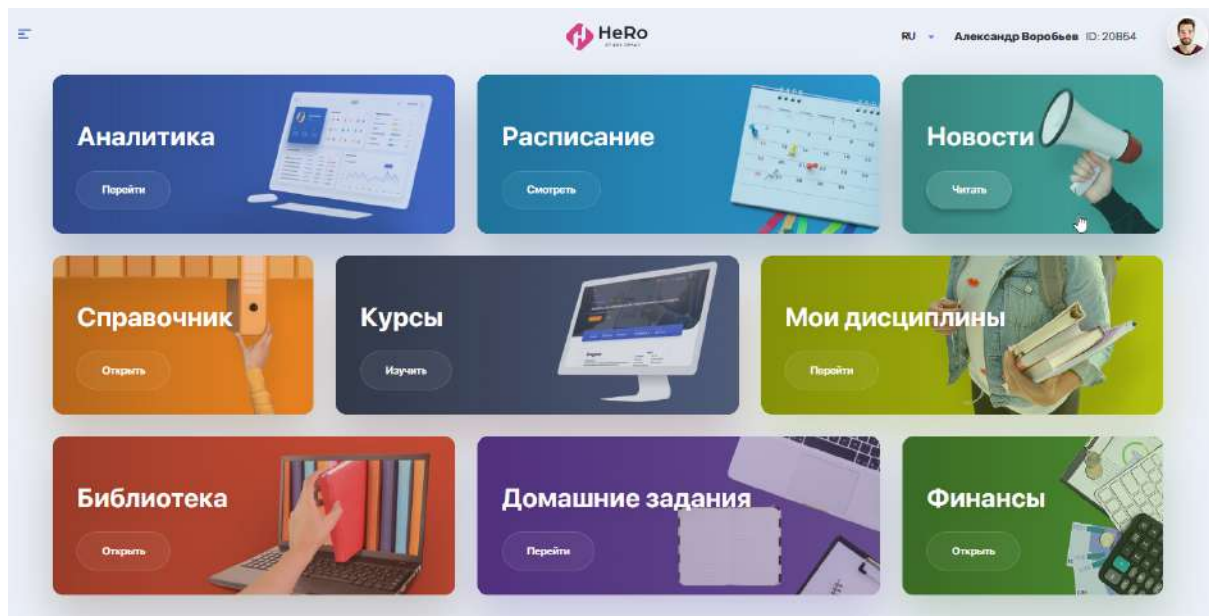 HeRo
RU
Александр Воробьев ID: 20854
Аналитика
Перейти
Расписание
Смотреть
Новости
Читать
Справочник
Открыть
Курсы
Изучить
Мои дисциплины
Перейти
Библиотека
Открыть
Домашние задания
Перейти
Финансы
Открыть